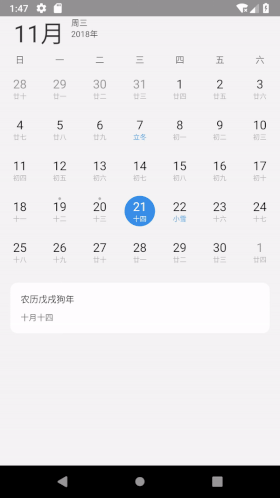 1:47
11月
周三
2018年
日 一 二 三 四 五 六
28 29 30 31 1 2 3
二十 廿一 廿二 廿三 廿四 廿五 廿六
4 5 6 7 8 9 10
廿七 廿八 廿九 立冬 初一 初二 初三
11 12 13 14 15 16 17
初四 初五 初六 初七 初八 初九 初十
18 19 20 21 22 23 24
十一 十二 十三 十四 小雪 十六 十七
25 26 27 28 29 30 1
十八 十九 二十 廿一 廿二 廿三 廿四
农历戊戌狗年
十月十四